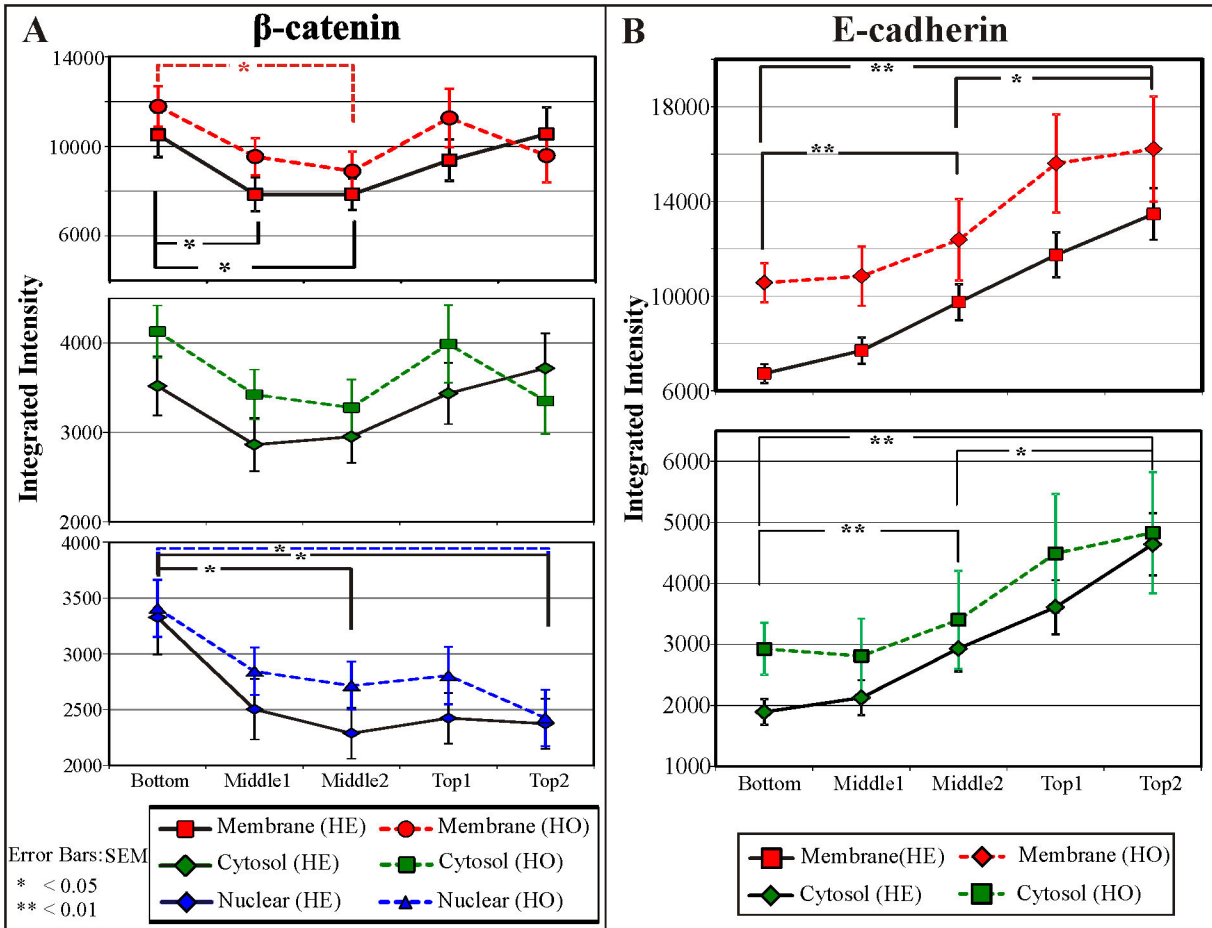 A
β-catenin
Integrated Intensity
14000
10000
6000
*
*
*
4000
3000
2000
4000
3500
3000
2500
2000
*
*
*
Bottom Middle1 Middle2 Top1 Top2
Error Bars: SEM
* < 0.05
** < 0.01
Membrane (HE) Membrane (HO)
Cytosol (HE) Cytosol (HO)
Nuclear (HE) Nuclear (HO)
B
E-cadherin
Integrated Intensity
18000
14000
10000
6000
**
*
**
Integrated Intensity
6000
5000
4000
3000
2000
1000
**
*
**
Bottom Middle1 Middle2 Top1 Top2
Membrane(HE) Membrane (HO)
Cytosol (HE) Cytosol (HO)